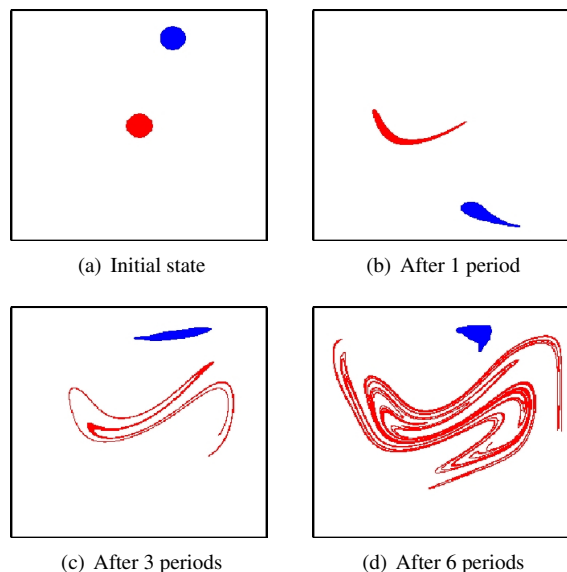 (a) Initial state
(b) After 1 period
(c) After 3 periods
(d) After 6 periods